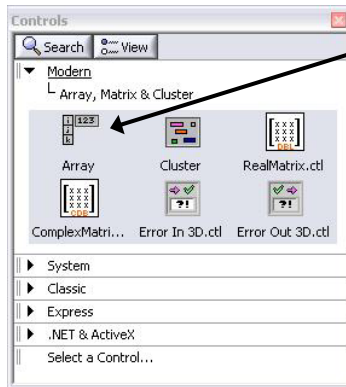 Controls
Search View
Modern
Array, Matrix & Cluster
Array Cluster RealMatrix.ctl
ComplexMatri... Error In 3D.ctl Error Out 3D.ctl
System
Classic
Express
.NET & ActiveX
Select a Control...